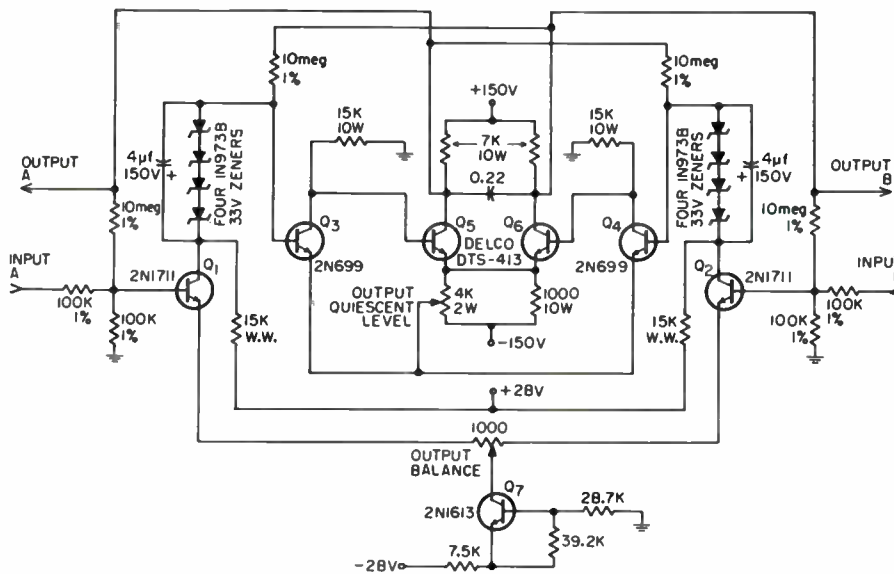 10meg
1%
10meg
1%
+150V
15K
10W
15K
10W
7K
10W
4µf
150V
+
FOUR IN973B
33V ZENERS
0.22
FOUR IN973B
33V ZENERS
4µf
150V
+
OUTPUT
A
OUTPUT
B
10meg
1%
10meg
1%
Q3
Q5
Q6
Q4
DELCO
DTS-413
2N699
2N699
INPUT
A
Q1
2N1711
Q2
2N1711
INPUT
100K
1%
100K
1%
100K
1%
100K
1%
OUTPUT
QUIESCENT
LEVEL
4K
2W
1000
10W
15K
W.W.
15K
W.W.
-150V
+28V
1000
OUTPUT
BALANCE
Q7
2N1613
28.7K
39.2K
7.5K
-28V